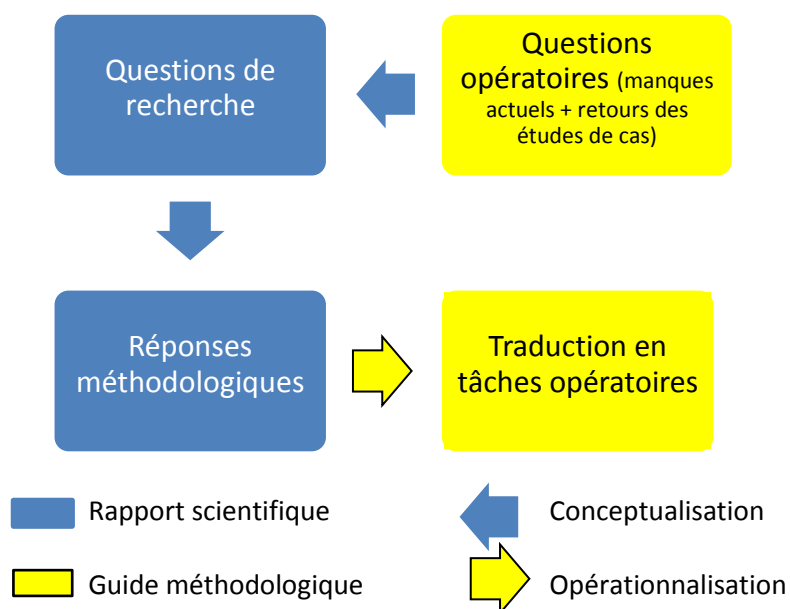 Questions de
recherche
Questions
opératoires (manques
actuels + retours des
études de cas)
Réponses
méthodologiques
Traduction en
tâches opératoires
Rapport scientifique
Conceptualisation
Guide méthodologique
Opérationnalisation